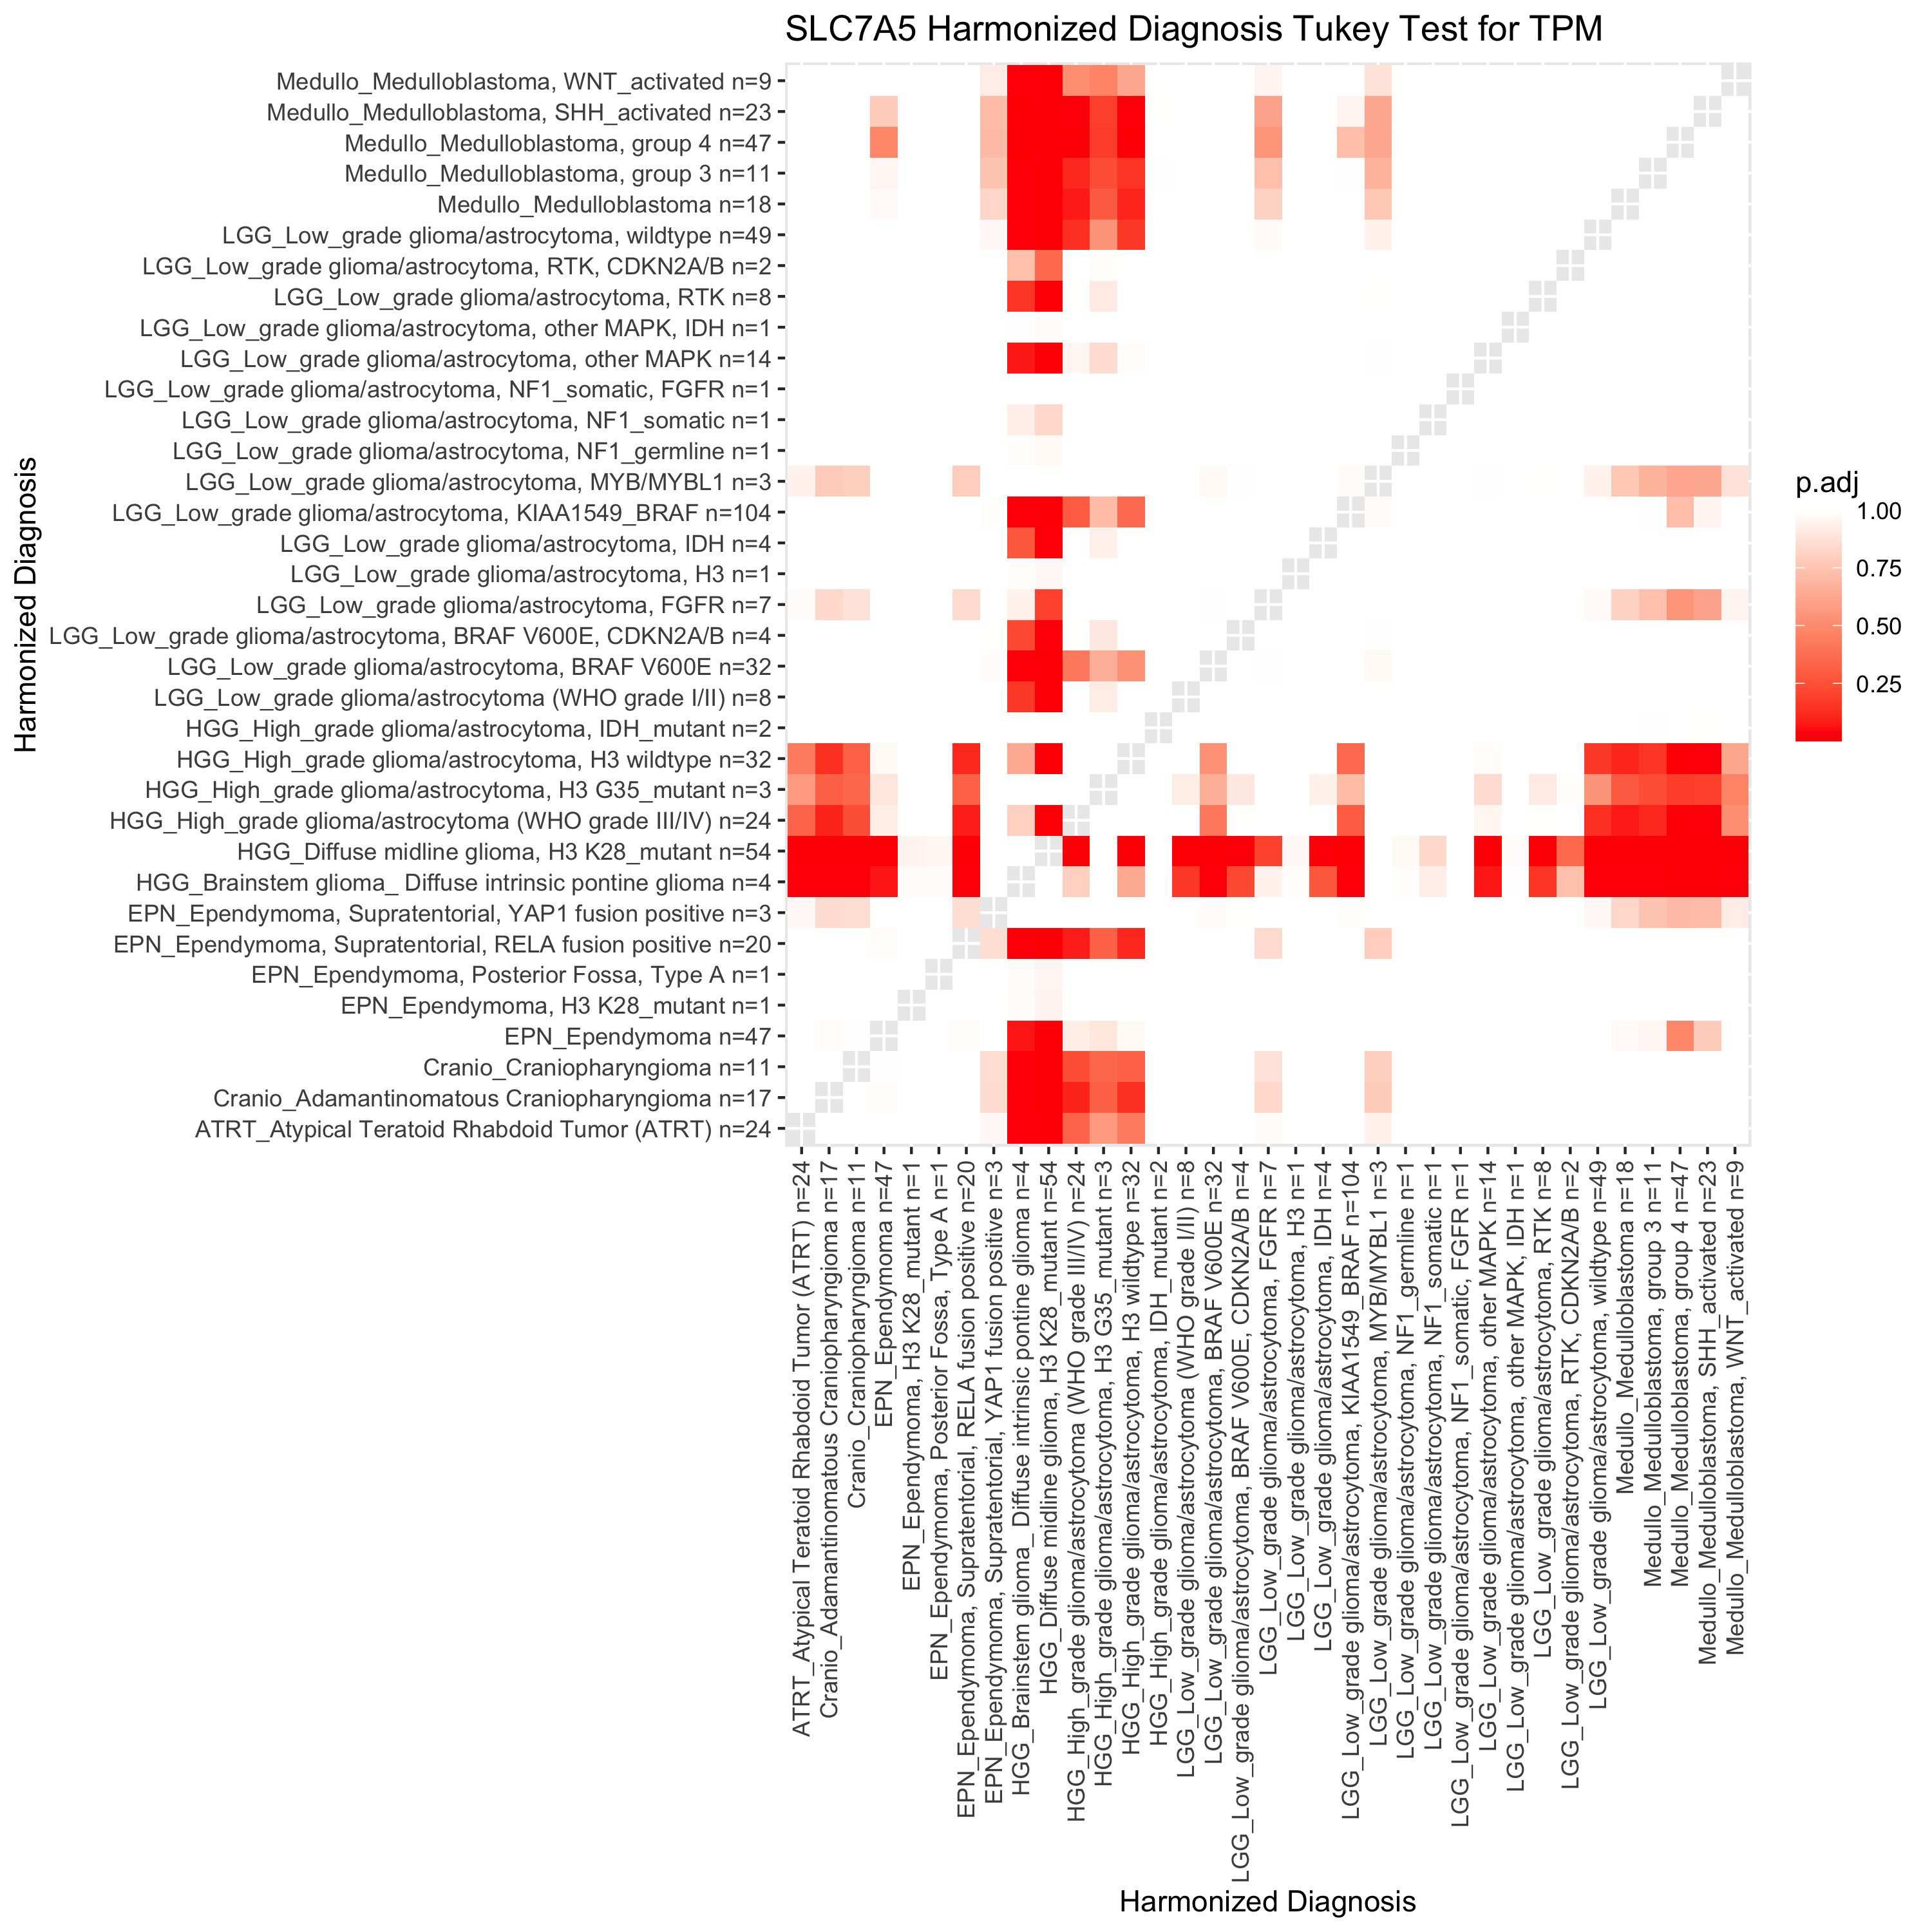 SLC7A5 Harmonized Diagnosis Tukey Test for TPM
Harmonized Diagnosis
Medullo_Medulloblastoma, WNT_activated n=9
Medullo_Medulloblastoma, SHH_activated n=23
Medullo_Medulloblastoma, group 4 n=47
Medullo_Medulloblastoma, group 3 n=11
Medullo_Medulloblastoma n=18
LGG_Low_grade glioma/astrocytoma, wildtype n=49
LGG_Low_grade glioma/astrocytoma, RTK, CDKN2A/B n=2
LGG_Low_grade glioma/astrocytoma, RTK n=8
LGG_Low_grade glioma/astrocytoma, other MAPK, IDH n=1
LGG_Low_grade glioma/astrocytoma, other MAPK n=14
LGG_Low_grade glioma/astrocytoma, NF1_somatic, FGFR n=1
LGG_Low_grade glioma/astrocytoma, NF1_somatic n=1
LGG_Low_grade glioma/astrocytoma, NF1_germline n=1
LGG_Low_grade glioma/astrocytoma, MYB/MYBL1 n=3
LGG_Low_grade glioma/astrocytoma, KIAA1549_BRAF n=104
LGG_Low_grade glioma/astrocytoma, IDH n=4
LGG_Low_grade glioma/astrocytoma, H3 n=1
LGG_Low_grade glioma/astrocytoma, FGFR n=7
LGG_Low_grade glioma/astrocytoma, BRAF V600E, CDKN2A/B n=4
LGG_Low_grade glioma/astrocytoma, BRAF V600E n=32
LGG_Low_grade glioma/astrocytoma (WHO grade I/II) n=8
HGG_High_grade glioma/astrocytoma, IDH_mutant n=2
HGG_High_grade glioma/astrocytoma, H3 wildtype n=32
HGG_High_grade glioma/astrocytoma, H3 G35_mutant n=3
HGG_High_grade glioma/astrocytoma (WHO grade III/IV) n=24
HGG_Diffuse midline glioma, H3 K28_mutant n=54
HGG_Brainstem glioma_ Diffuse intrinsic pontine glioma n=4
EPN_Ependymoma, Supratentorial, YAP1 fusion positive n=3
EPN_Ependymoma, Supratentorial, RELA fusion positive n=20
EPN_Ependymoma, Posterior Fossa, Type A n=1
EPN_Ependymoma, H3 K28_mutant n=1
EPN_Ependymoma n=47
Cranio_Craniopharyngioma n=11
Cranio_Adamantinomatous Craniopharyngioma n=17
ATRT_Atypical Teratoid Rhabdoid Tumor (ATRT) n=24
ATRT_Atypical Teratoid Rhabdoid Tumor (ATRT) n=24
Cranio_Adamantinomatous Craniopharyngioma n=17
Cranio_Craniopharyngioma n=11
EPN_Ependymoma n=47
EPN_Ependymoma, H3 K28_mutant n=1
EPN_Ependymoma, Posterior Fossa, Type A n=1
EPN_Ependymoma, Supratentorial, RELA fusion positive n=20
EPN_Ependymoma, Supratentorial, YAP1 fusion positive n=3
HGG_Brainstem glioma_ Diffuse intrinsic pontine glioma n=4
HGG_Diffuse midline glioma, H3 K28_mutant n=54
HGG_High_grade glioma/astrocytoma (WHO grade III/IV) n=24
HGG_High_grade glioma/astrocytoma, H3 G35_mutant n=3
HGG_High_grade glioma/astrocytoma, H3 wildtype n=32
HGG_High_grade glioma/astrocytoma, IDH_mutant n=2
LGG_Low_grade glioma/astrocytoma (WHO grade I/II) n=8
LGG_Low_grade glioma/astrocytoma, BRAF V600E n=32
LGG_Low_grade glioma/astrocytoma, BRAF V600E, CDKN2A/B n=4
LGG_Low_grade glioma/astrocytoma, FGFR n=7
LGG_Low_grade glioma/astrocytoma, H3 n=1
LGG_Low_grade glioma/astrocytoma, IDH n=4
LGG_Low_grade glioma/astrocytoma, KIAA1549_BRAF n=104
LGG_Low_grade glioma/astrocytoma, MYB/MYBL1 n=3
LGG_Low_grade glioma/astrocytoma, NF1_germline n=1
LGG_Low_grade glioma/astrocytoma, NF1_somatic n=1
LGG_Low_grade glioma/astrocytoma, NF1_somatic, FGFR n=1
LGG_Low_grade glioma/astrocytoma, other MAPK n=14
LGG_Low_grade glioma/astrocytoma, other MAPK, IDH n=1
LGG_Low_grade glioma/astrocytoma, RTK n=8
LGG_Low_grade glioma/astrocytoma, RTK, CDKN2A/B n=2
LGG_Low_grade glioma/astrocytoma, wildtype n=49
Medullo_Medulloblastoma n=18
Medullo_Medulloblastoma, group 3 n=11
Medullo_Medulloblastoma, group 4 n=47
Medullo_Medulloblastoma, SHH_activated n=23
Medullo_Medulloblastoma, WNT_activated n=9
Harmonized Diagnosis
p.adj
1.00
0.75
0.50
0.25